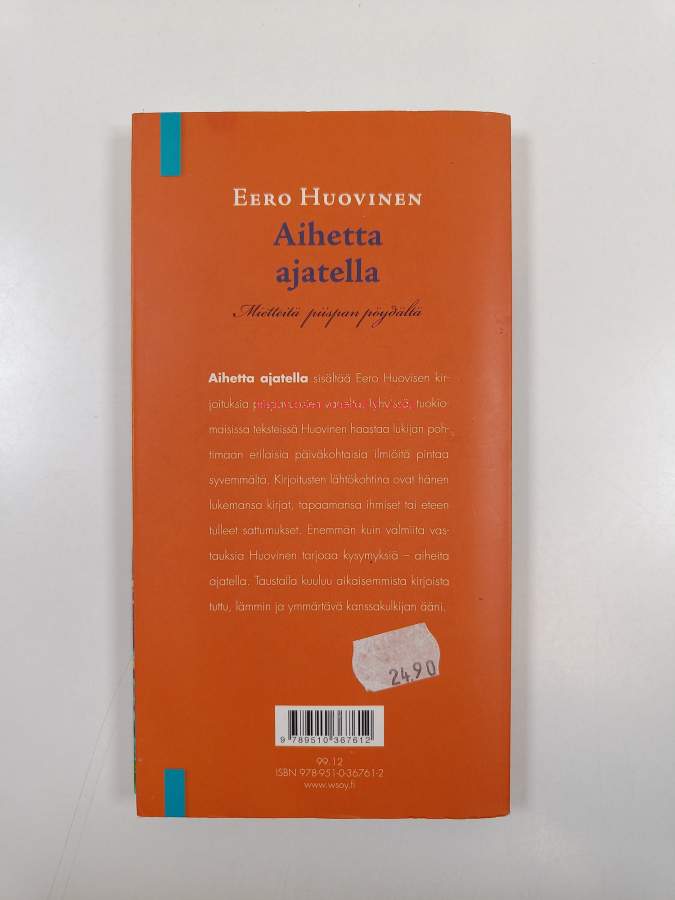 EERO HUOVINEN
Aihetta
ajatella
Mietteitä piispan pöydältä
Aihetta ajatella sisältää Eero Huovisen kir-
joituksia piispavuosien varrelta. Lyhyissä, tuokio-
maisissa teksteissä Huovinen haastaa lukijan poh-
timaan erilaisia päiväkohtaisia ilmiöitä pintaa
syvemmältä. Kirjoitusten lähtökohtina ovat hänen
lukemansa kirjat, tapaamansa ihmiset tai eteen
tulleet sattumukset. Enemmän kuin valmiita vas-
tauksia Huovinen tarjoaa kysymyksiä – aiheita
ajatella. Taustalla kuuluu aikaisemmista kirjoista
tuttu, lämmin ja ymmärtävä kanssakulkijan ääni.
24.90
9 789510 367612
99.12
ISBN 978-951-0-36761-2
www.wsoy.fi